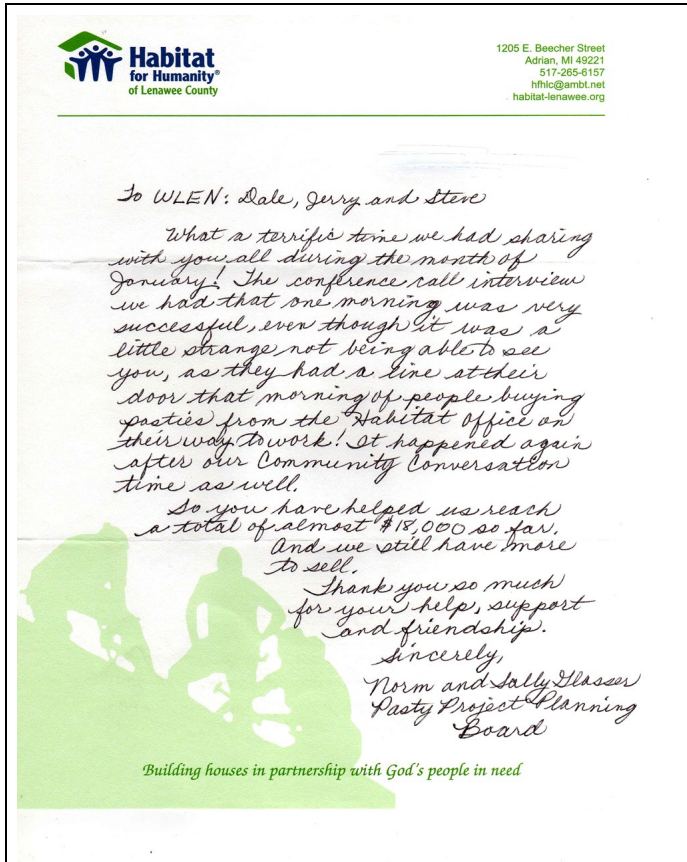 Habitat
for Humanity®
of Lenawee County
1205 E. Beecher Street
Adrian, MI 49221
517-265-6157
hfhlc@ambt.net
habitat-lenawee.org
To WLEN: Dale, Jerry and Steve
What a terrific time we had sharing
with you all during the month of
January! The conference call interview
we had that one morning was very
successful, even though it was a
little strange not being able to see
you, as they had a line at their
door that morning of people buying
pasties from the Habitat office on
their way to work! It happened again
after our Community Conversation
time as well.
So you have helped us reach
a total of almost $18,000 so far.
And we still have more
to sell.
Thank you so much
for your help, support
and friendship.
Sincerely,
Norm and Sally Glasser
Pasty Project Planning
Board
Building houses in partnership with God's people in need